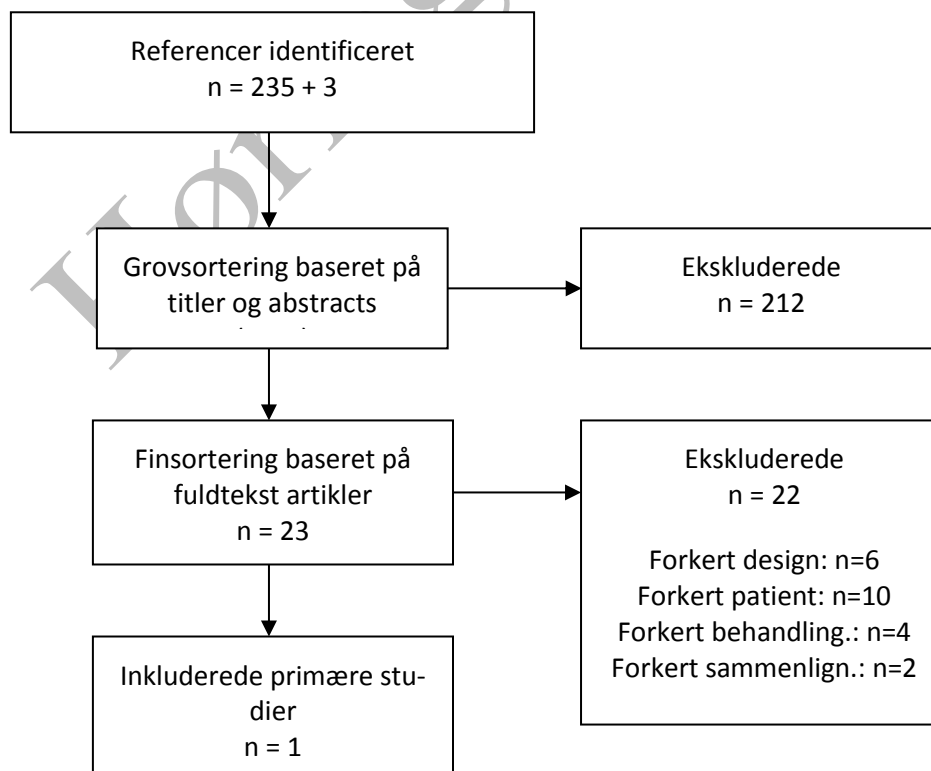 Referencer identificeret
n = 235 + 3
Grovsortering baseret på
titler og abstracts
Ekskluderede
n = 212
Finsortering baseret på
fuldtekst artikler
n = 23
Ekskluderede
n = 22
Forkert design: n=6
Forkert patient: n=10
Forkert behandling.: n=4
Forkert sammenlign.: n=2
Inkluderede primære stu-
dier
n = 1